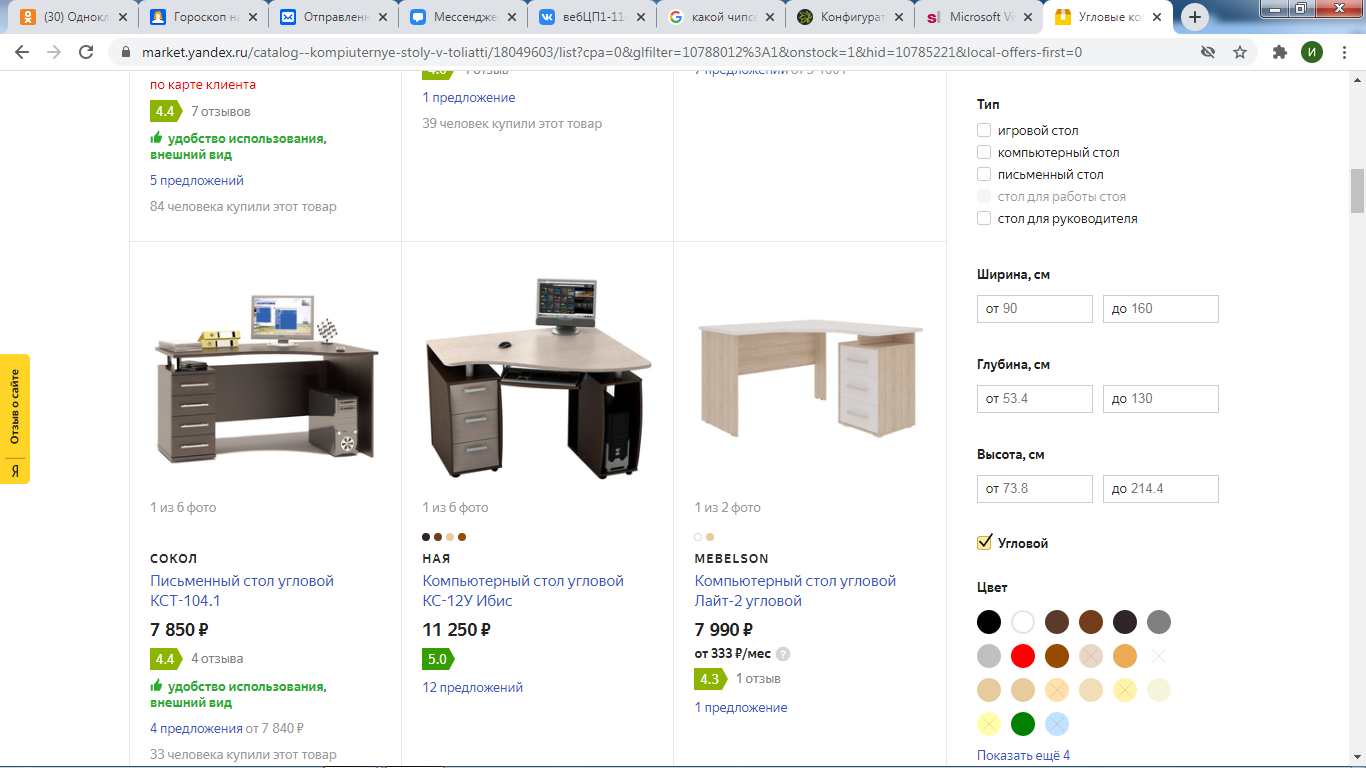 (30) Однокл
Гороскоп на
Отправленн
Мессендже
вебЦП1-11-
какой чипсе
Конфигурат
Microsoft Vi
Угловые ко
market.yandex.ru/catalog--kompiuternye-stoly-v-toliatti/18049603/list?cpa=0&glfilter=10788012%3A1&onstock=1&hid=10785221&local-offers-first=0
И
по карте клиента
4.4 7 отзывов
удобство использования,
внешний вид
5 предложений
84 человека купили этот товар
1 предложение
39 человек купили этот товар
1 из 6 фото
СОКОЛ
Письменный стол угловой
КСТ-104.1
7 850 ₽
4.4 4 отзыва
удобство использования,
внешний вид
4 предложения от 7 840 ₽
33 человека купили этот товар
1 из 6 фото
НАЯ
Компьютерный стол угловой
КС-12У Ибис
11 250 ₽
5.0
12 предложений
1 из 2 фото
MEBELSON
Компьютерный стол угловой
Лайт-2 угловой
7 990 ₽
от 333 ₽/мес ?
4.3 1 отзыв
1 предложение
Тип
игровой стол
компьютерный стол
письменный стол
стол для работы стоя
стол для руководителя
Ширина, см
от 90 до 160
Глубина, см
от 53.4 до 130
Высота, см
от 73.8 до 214.4
Угловой
Цвет
Показать ещё 4
Отзыв о сайте
Я